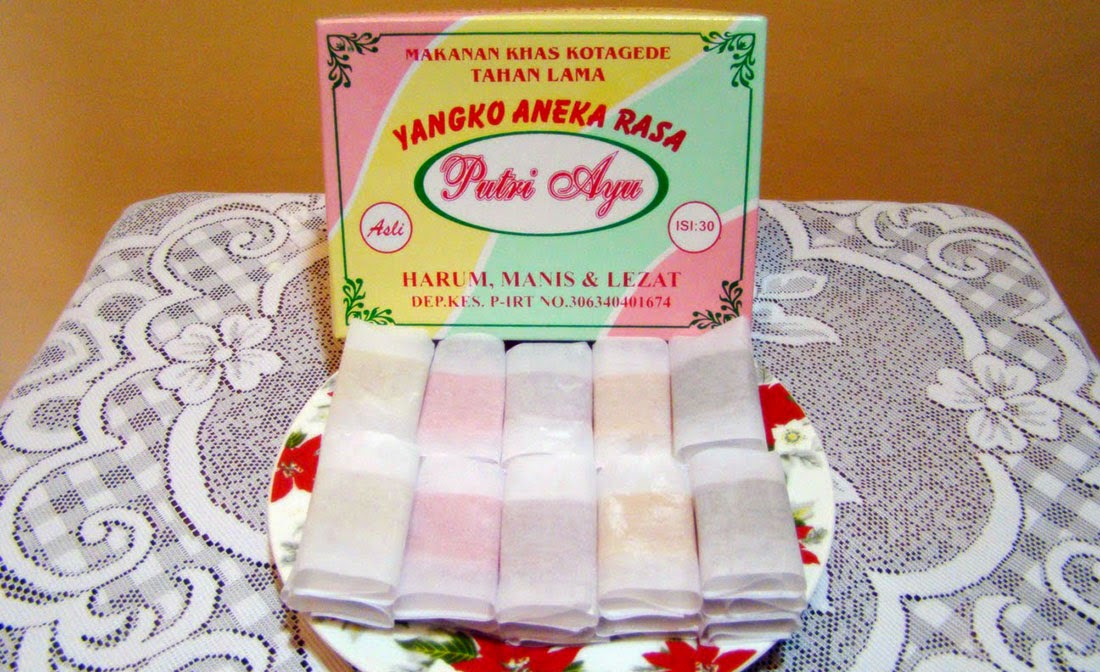 MAKANAN KHAS KOTAGEDE
TAHAN LAMA
YANGKO ANEKA RASA
Putri Ayu
Asli
ISI:30
HARUM, MANIS & LEZAT
DEP.KES. P-IRT NO.306340401674